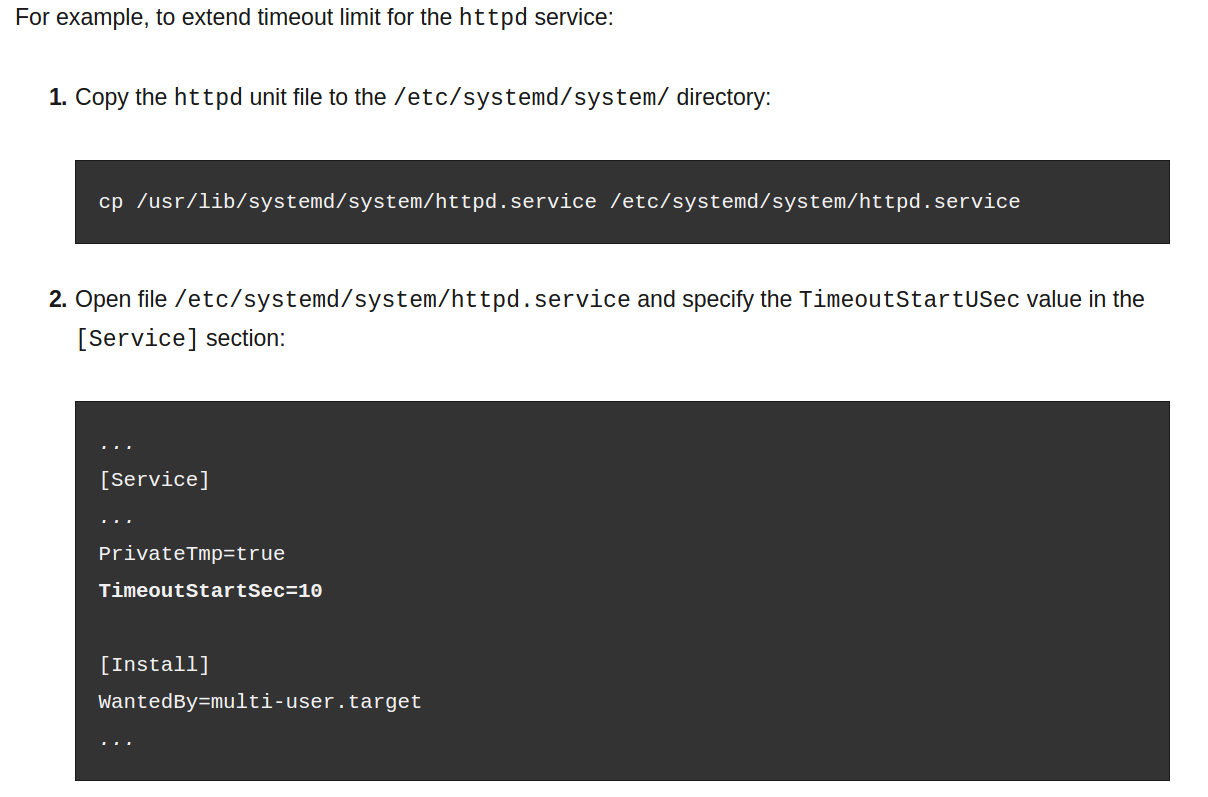 For example, to extend timeout limit for the httpd service:
1. Copy the httpd unit file to the /etc/systemd/system/ directory:
cp /usr/lib/systemd/system/httpd.service /etc/systemd/system/httpd.service
2. Open file /etc/systemd/system/httpd.service and specify the TimeoutStartUSec value in the
[Service] section:
...
[Service]
...
PrivateTmp=true
TimeoutStartSec=10
[Install]
WantedBy=multi-user.target
...